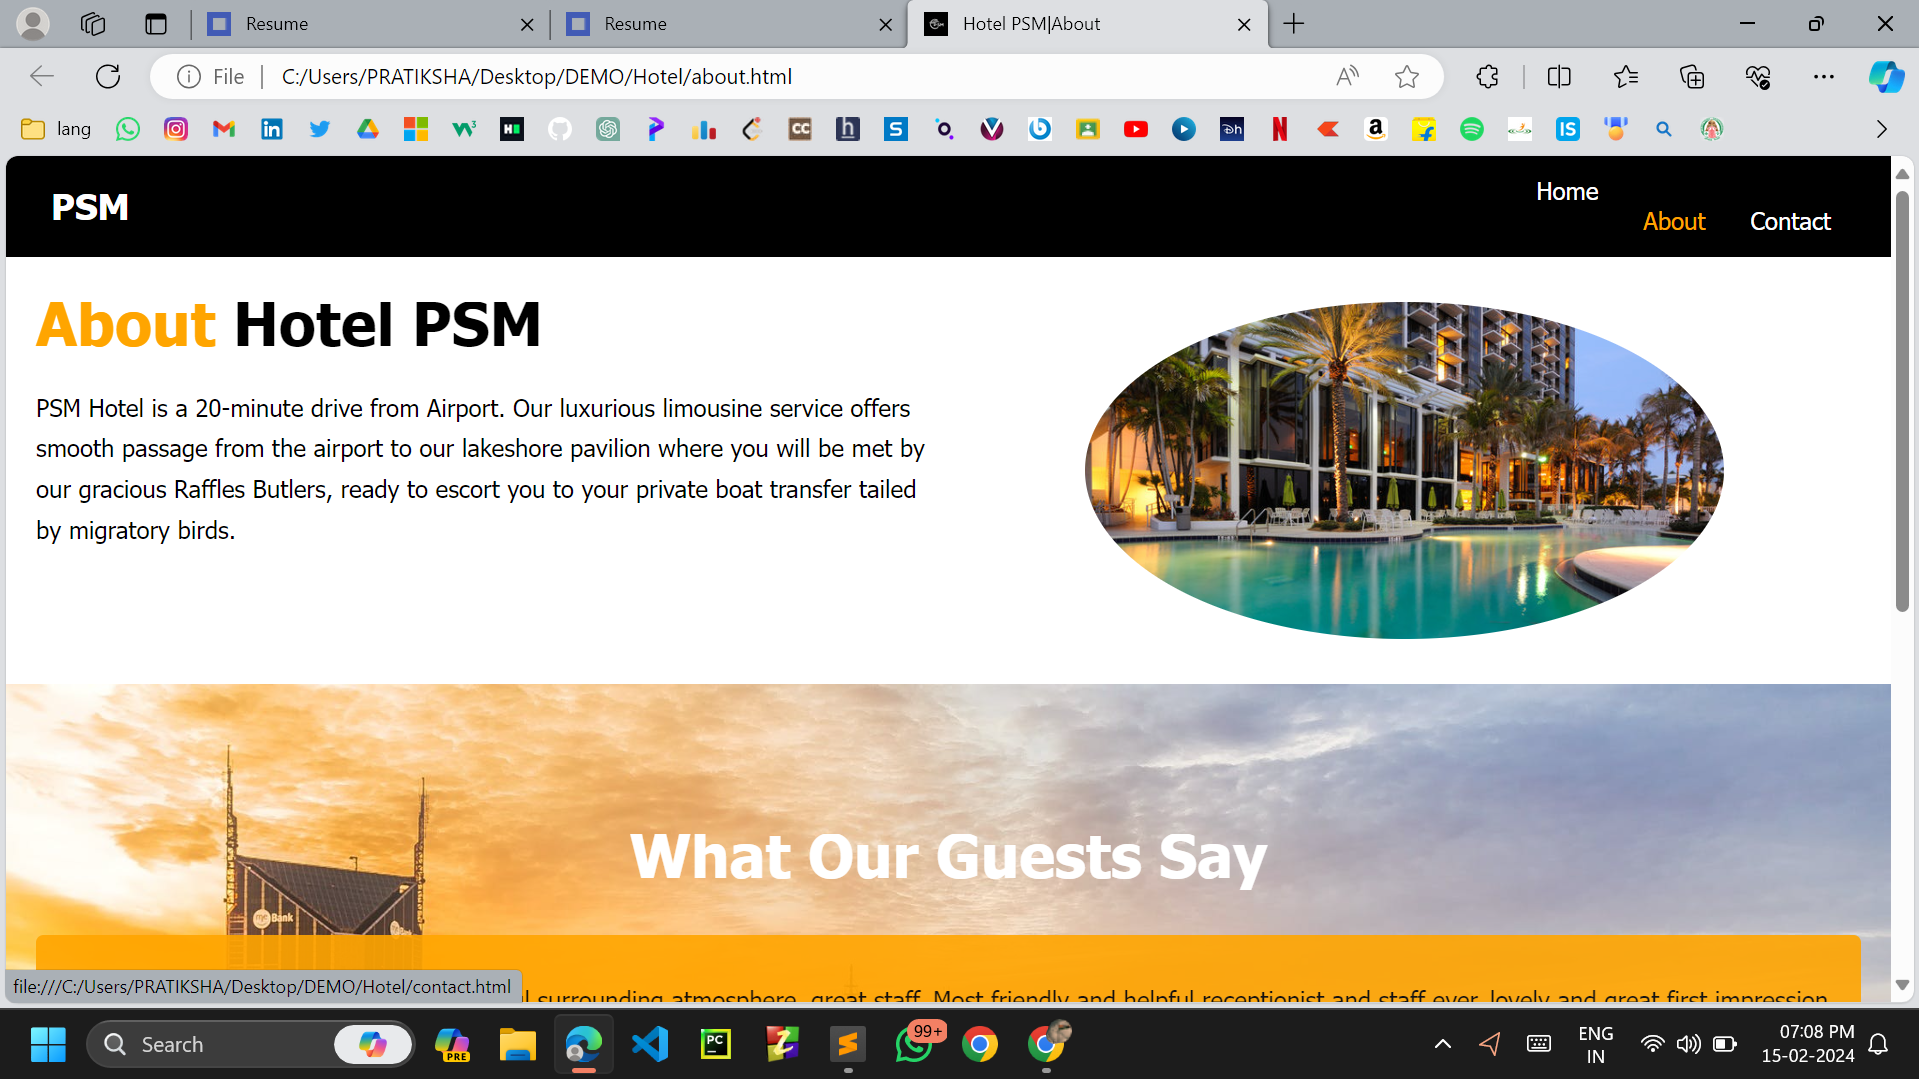 Resume
Resume
Hotel PSM|About
File
C:/Users/PRATIKSHA/Desktop/DEMO/Hotel/about.html
lang
PSM
Home
About
Contact
About Hotel PSM
PSM Hotel is a 20-minute drive from Airport. Our luxurious limousine service offers
smooth passage from the airport to our lakeshore pavilion where you will be met by
our gracious Raffles Butlers, ready to escort you to your private boat transfer tailed
by migratory birds.
What Our Guests Say
surrounding atmosphere, great staff. Most friendly and helpful receptionist and staff ever, lovely and great first impression
file:///C:/Users/PRATIKSHA/Desktop/DEMO/Hotel/contact.html
Search
PRE
PC
99+
ENG
IN
07:08 PM
15-02-2024